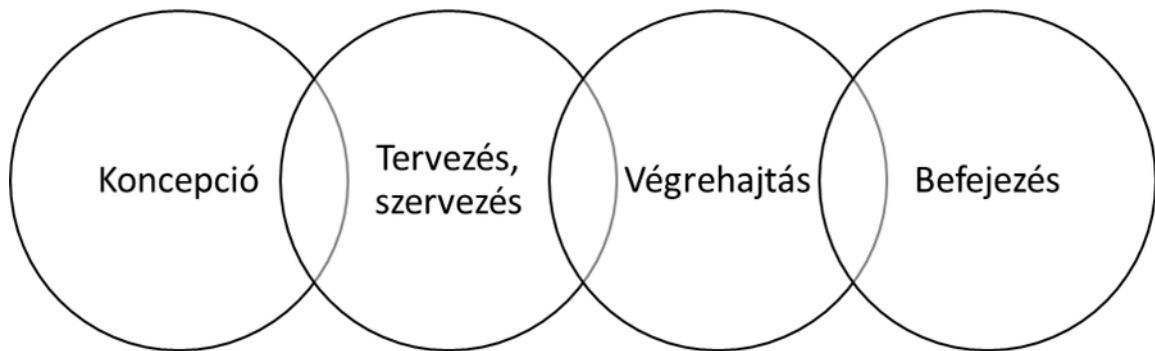 Koncepció
Tervezés,
szervezés
Végrehajtás
Befejezés